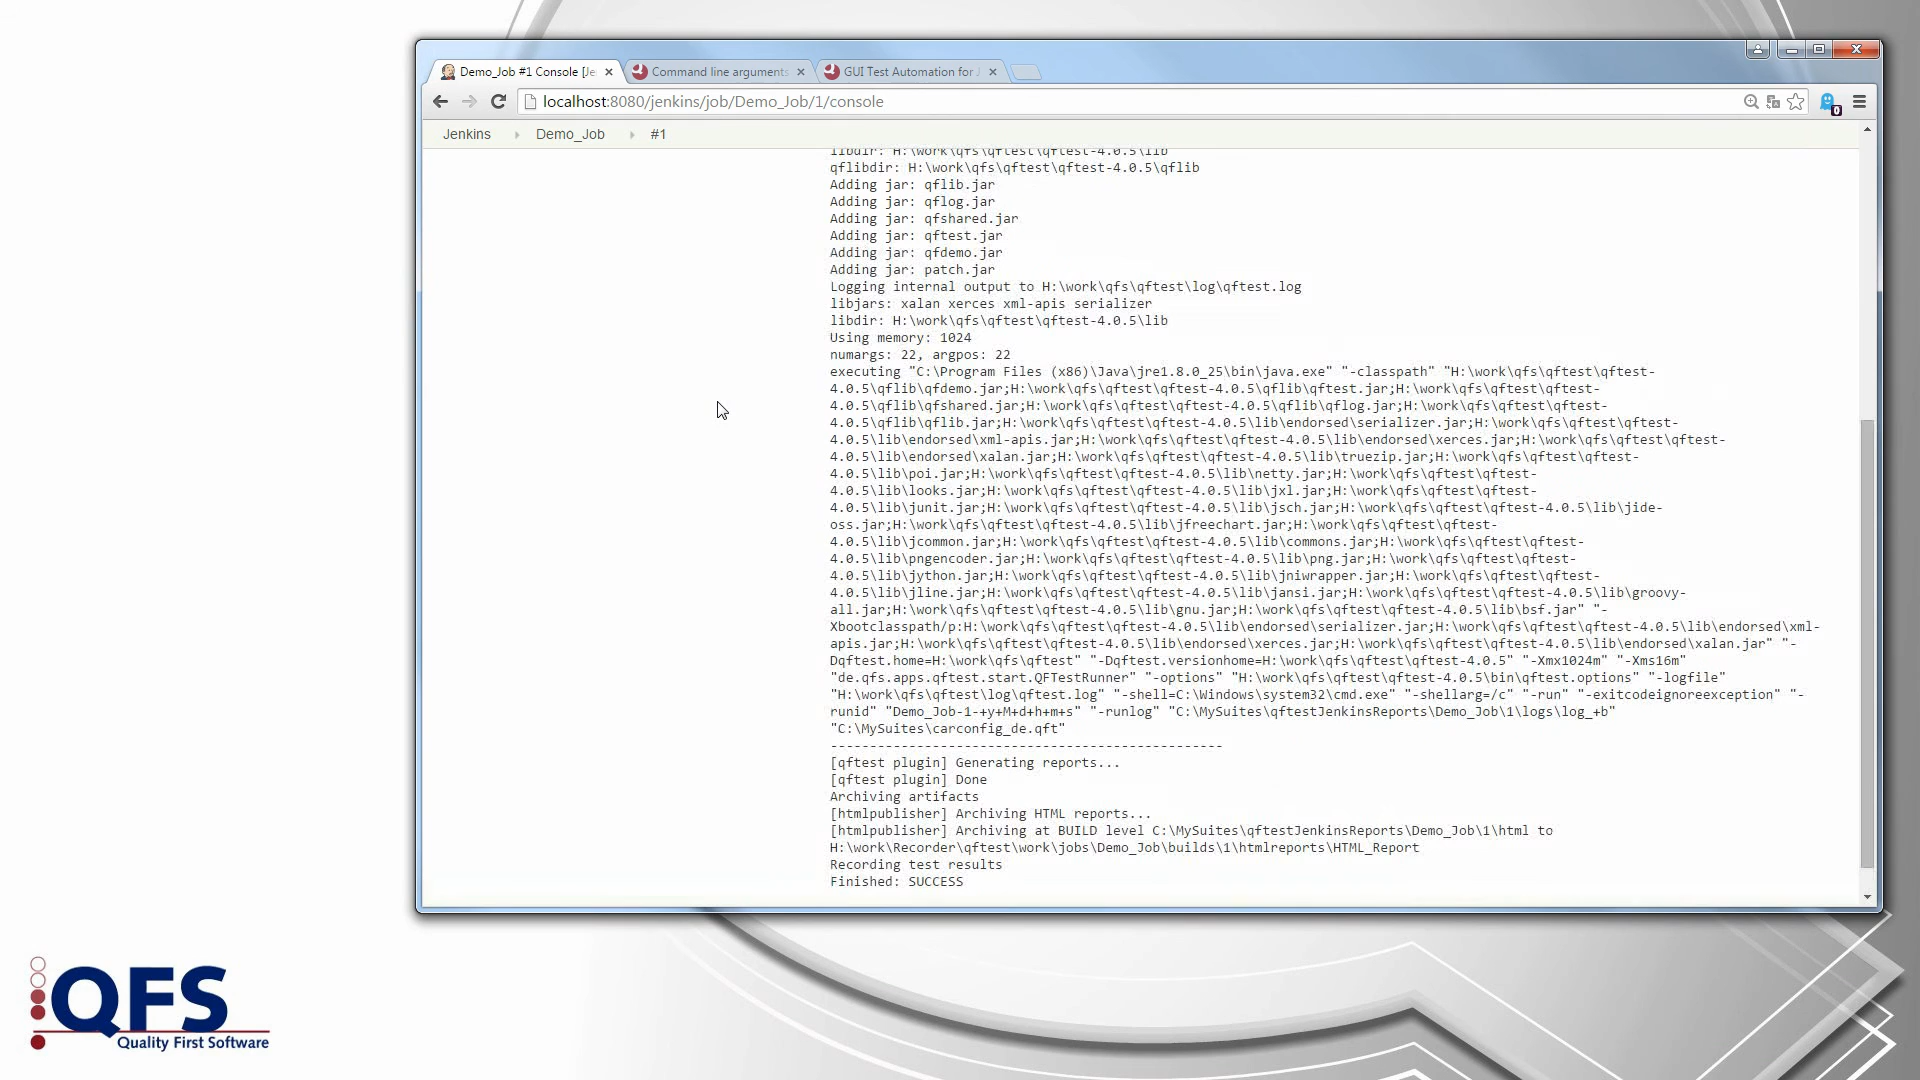 Demo_Job #1 Console [Je
Command line arguments
GUI Test Automation for J
localhost:8080/jenkins/job/Demo_Job/1/console
Jenkins
Demo_Job
#1
libdir: H:\work\qfs\qftest\qftest-4.0.5\lib
qflibdir: H:\work\qfs\qftest\qftest-4.0.5\qflib
Adding jar: qflib.jar
Adding jar: qflog.jar
Adding jar: qfshared.jar
Adding jar: qftest.jar
Adding jar: qfdemo.jar
Adding jar: patch.jar
Logging internal output to H:\work\qfs\qftest\log\qftest.log
libjars: xalan xerces xml-apis serializer
libdir: H:\work\qfs\qftest\qftest-4.0.5\lib
Using memory: 1024
numargs: 22, argpos: 22
executing "C:\Program Files (x86)\Java\jre1.8.0_25\bin\java.exe" "-classpath" "H:\work\qfs\qftest\qftest-
4.0.5\qflib\qfdemo.jar;H:\work\qfs\qftest\qftest-4.0.5\qflib\qftest.jar;H:\work\qfs\qftest\qftest-
4.0.5\qflib\qfshared.jar;H:\work\qfs\qftest\qftest-4.0.5\qflib\qflog.jar;H:\work\qfs\qftest\qftest-
4.0.5\qflib\qflib.jar;H:\work\qfs\qftest\qftest-4.0.5\lib\endorsed\serializer.jar;H:\work\qfs\qftest\qftest-
4.0.5\lib\endorsed\xml-apis.jar;H:\work\qfs\qftest\qftest-4.0.5\lib\endorsed\xerces.jar;H:\work\qfs\qftest\qftest-
4.0.5\lib\endorsed\xalan.jar;H:\work\qfs\qftest\qftest-4.0.5\lib\truezip.jar;H:\work\qfs\qftest\qftest-
4.0.5\lib\poi.jar;H:\work\qfs\qftest\qftest-4.0.5\lib\netty.jar;H:\work\qfs\qftest\qftest-
4.0.5\lib\looks.jar;H:\work\qfs\qftest\qftest-4.0.5\lib\jxl.jar;H:\work\qfs\qftest\qftest-
4.0.5\lib\junit.jar;H:\work\qfs\qftest\qftest-4.0.5\lib\jsch.jar;H:\work\qfs\qftest\qftest-4.0.5\lib\jide-
oss.jar;H:\work\qfs\qftest\qftest-4.0.5\lib\jfreechart.jar;H:\work\qfs\qftest\qftest-
4.0.5\lib\jcommon.jar;H:\work\qfs\qftest\qftest-4.0.5\lib\commons.jar;H:\work\qfs\qftest\qftest-
4.0.5\lib\pngencoder.jar;H:\work\qfs\qftest\qftest-4.0.5\lib\png.jar;H:\work\qfs\qftest\qftest-
4.0.5\lib\jython.jar;H:\work\qfs\qftest\qftest-4.0.5\lib\jniwrapper.jar;H:\work\qfs\qftest\qftest-
4.0.5\lib\jline.jar;H:\work\qfs\qftest\qftest-4.0.5\lib\jansi.jar;H:\work\qfs\qftest\qftest-4.0.5\lib\groovy-
all.jar;H:\work\qfs\qftest\qftest-4.0.5\lib\gnu.jar;H:\work\qfs\qftest\qftest-4.0.5\lib\bsf.jar" "-
Xbootclasspath/p:H:\work\qfs\qftest\qftest-4.0.5\lib\endorsed\serializer.jar;H:\work\qfs\qftest\qftest-4.0.5\lib\endorsed\xml-
apis.jar;H:\work\qfs\qftest\qftest-4.0.5\lib\endorsed\xerces.jar;H:\work\qfs\qftest\qftest-4.0.5\lib\endorsed\xalan.jar" "-
Dqftest.home=H:\work\qfs\qftest" "-Dqftest.versionhome=H:\work\qfs\qftest\qftest-4.0.5" "-Xmx1024m" "-Xms16m"
"de.qfs.apps.qftest.start.QFTestRunner" "-options" "H:\work\qfs\qftest\qftest-4.0.5\bin\qftest.options" "-logfile"
"H:\work\qfs\qftest\log\qftest.log" "-shell=C:\Windows\system32\cmd.exe" "-shellarg=/c" "-run" "-exitcodeignoreexception" "-
runid" "Demo_Job-1-+y+M+d+h+m+s" "-runlog" "C:\MySuites\qftestJenkinsReports\Demo_Job\1\logs\log_+b"
"C:\MySuites\carconfig_de.qft"
--------------------------------------------------
[qftest plugin] Generating reports...
[qftest plugin] Done
Archiving artifacts
[htmlpublisher] Archiving HTML reports...
[htmlpublisher] Archiving at BUILD level C:\MySuites\qftestJenkinsReports\Demo_Job\1\html to
H:\work\Recorder\qftest\work\jobs\Demo_Job\builds\1\htmlreports\HTML_Report
Recording test results
Finished: SUCCESS
QFS
Quality First Software